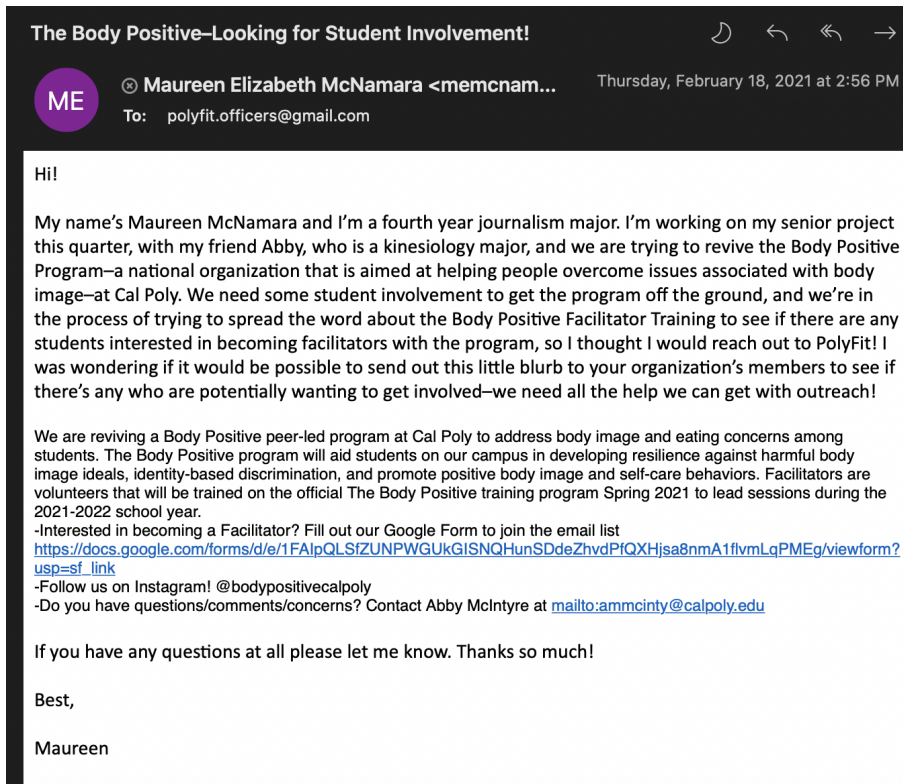 The Body Positive–Looking for Student Involvement!
ME
Maureen Elizabeth McNamara <memcnam...
Thursday, February 18, 2021 at 2:56 PM
To: polyfit.officers@gmail.com
Hi!
My name's Maureen McNamara and I'm a fourth year journalism major. I'm working on my senior project
this quarter, with my friend Abby, who is a kinesiology major, and we are trying to revive the Body Positive
Program–a national organization that is aimed at helping people overcome issues associated with body
image–at Cal Poly. We need some student involvement to get the program off the ground, and we're in
the process of trying to spread the word about the Body Positive Facilitator Training to see if there are any
students interested in becoming facilitators with the program, so I thought I would reach out to PolyFit! I
was wondering if it would be possible to send out this little blurb to your organization's members to see if
there's any who are potentially wanting to get involved–we need all the help we can get with outreach!
We are reviving a Body Positive peer-led program at Cal Poly to address body image and eating concerns among
students. The Body Positive program will aid students on our campus in developing resilience against harmful body
image ideals, identity-based discrimination, and promote positive body image and self-care behaviors. Facilitators are
volunteers that will be trained on the official The Body Positive training program Spring 2021 to lead sessions during the
2021-2022 school year.
-Interested in becoming a Facilitator? Fill out our Google Form to join the email list
https://docs.google.com/forms/d/e/1FAIpQLSfZUNPWGUkGISNQHunSDdeZhvdPfQXHjsa8nmA1flvmLqPMEg/viewform?
usp=sf_link
-Follow us on Instagram! @bodypositivecalpoly
-Do you have questions/comments/concerns? Contact Abby McIntyre at mailto:ammcinty@calpoly.edu
If you have any questions at all please let me know. Thanks so much!
Best,
Maureen